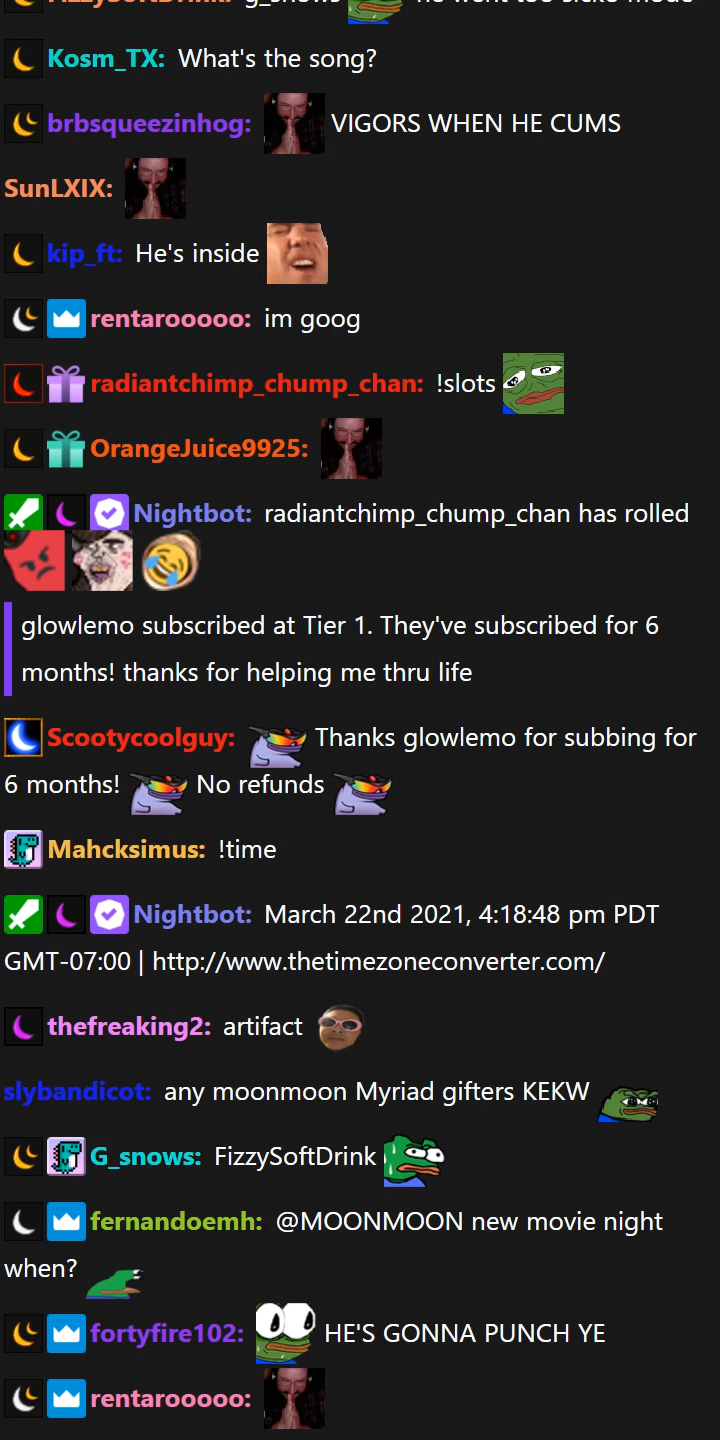 Kosm_TX: What's the song?
brbsqueezinhog: VIGORS WHEN HE CUMS
SunLXIX:
kip_ft: He's inside
rentarooooo: im goog
radiantchimp_chump_chan: !slots
OrangeJuice9925:
Nightbot: radiantchimp_chump_chan has rolled
glowlemo subscribed at Tier 1. They've subscribed for 6
months! thanks for helping me thru life
Scootycoolguy: Thanks glowlemo for subbing for
6 months! No refunds
Mahcksimus: !time
Nightbot: March 22nd 2021, 4:18:48 pm PDT
GMT-07:00 | http://www.thetimezoneconverter.com/
thefreaking2: artifact
slybandicot: any moonmoon Myriad gifters KEKW
G_snows: FizzySoftDrink
fernandoemh: @MOONMOON new movie night
when?
fortyfire102: HE'S GONNA PUNCH YE
rentarooooo: